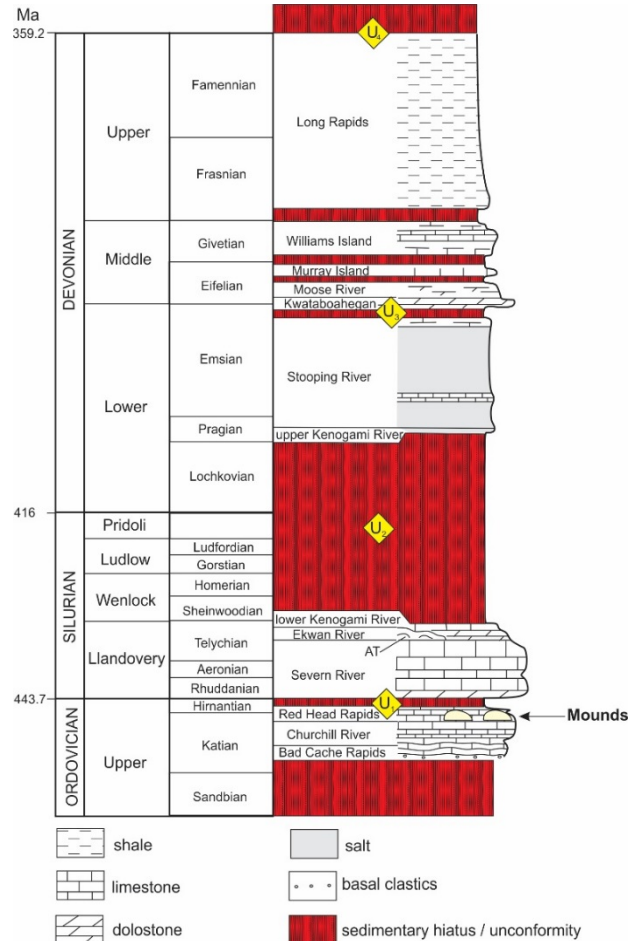 Ma
359.2
U4
Famennian
Upper
Long Rapids
Frasnian
DEVONIAN
Givetian
Williams Island
Middle
Murray Island
Eifelian
Moose River
Kwataboahegan
U3
Emsian
Stooping River
Lower
Pragian
upper Kenogami River
Lochkovian
416
Pridoli
U2
Ludfordian
Ludlow
Gorstian
SILURIAN
Homerian
Wenlock
Sheinwoodian
lower Kenogami River
Ekwan River
Telychian
AT
Llandovery
Aeronian
Severn River
Rhuddanian
443.7
U1
Hirnantian
Red Head Rapids
Mounds
ORDOVICIAN
Churchill River
Upper
Katian
Bad Cache Rapids
Sandbian
shale
salt
limestone
basal clastics
dolostone
sedimentary hiatus / unconformity